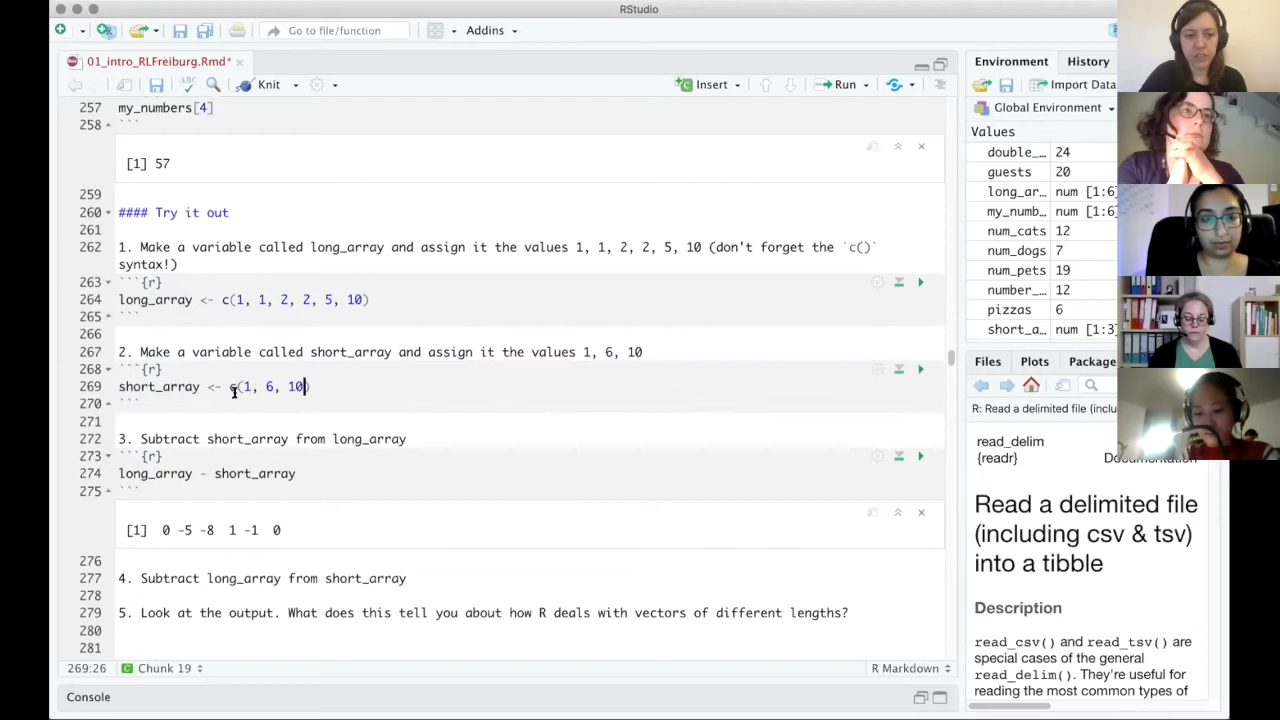 RStudio
Go to file/function
Addins
01_intro_RLFreiburg.Rmd*
Knit
Insert
Run
257 my_numbers[4]
258 ```
[1] 57
259
260 #### Try it out
261
262 1. Make a variable called long_array and assign it the values 1, 1, 2, 2, 5, 10 (don't forget the `c()`
syntax!)
263 ```{r}
264 long_array <- c(1, 1, 2, 2, 5, 10)
265 ```
266
267 2. Make a variable called short_array and assign it the values 1, 6, 10
268 ```{r}
269 short_array <- c(1, 6, 10)
270 ```
271
272 3. Subtract short_array from long_array
273 ```{r}
274 long_array - short_array
275 ```
[1] 0 -5 -8 1 -1 0
276
277 4. Subtract long_array from short_array
278
279 5. Look at the output. What does this tell you about how R deals with vectors of different lengths?
280
281
269:26 Chunk 19 R Markdown
Console
Environment History
Import Data
Global Environment
Values
double_… 24
guests 20
long_ar… num [1:6]
my_numb… num [1:6]
num_cats 12
num_dogs 7
num_pets 19
number_… 12
pizzas 6
short_a… num [1:3]
Files Plots Package
R: Read a delimited file (inclu
read_delim
{readr} Documentation
Read a delimited file
(including csv & tsv)
into a tibble
Description
read_csv() and read_tsv() are
special cases of the general
read_delim(). They're useful for
reading the most common types of